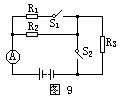 R₁
S₁
R₂
A
S₂
R₃
图 9